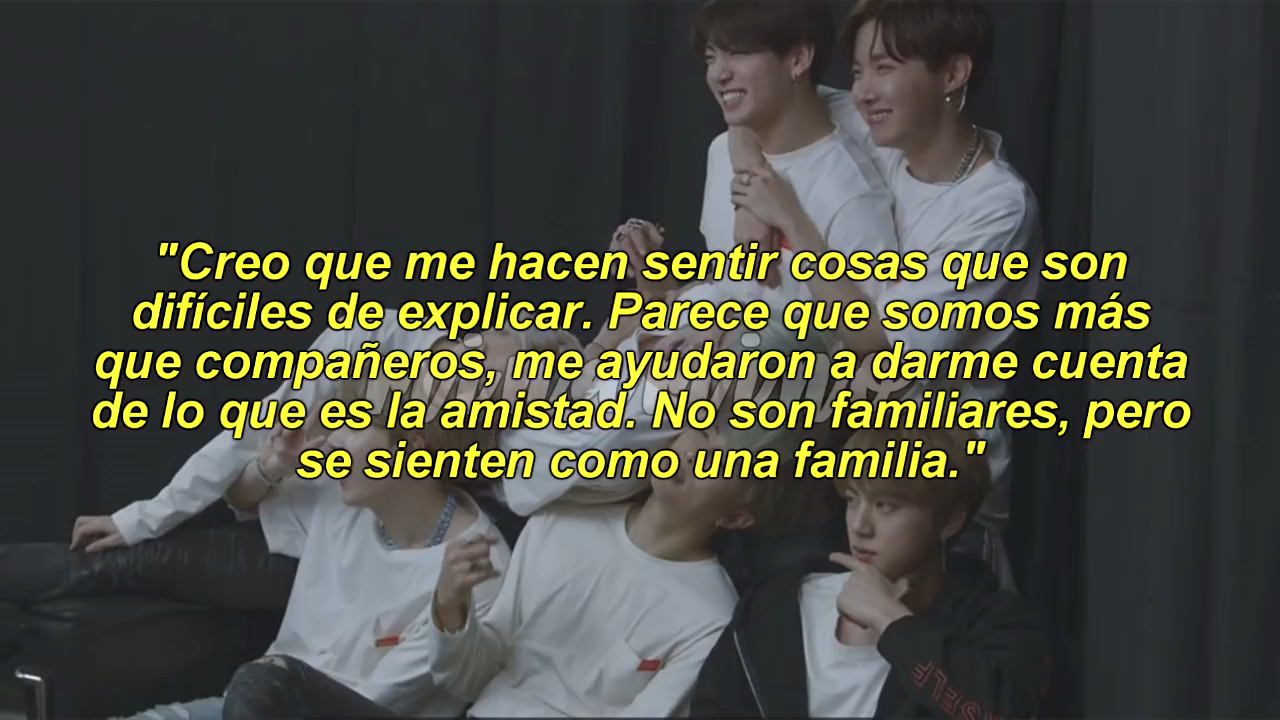 "Creo que me hacen sentir cosas que son
difíciles de explicar. Parece que somos más
que compañeros, me ayudaron a darme cuenta
de lo que es la amistad. No son familiares, pero
se sienten como una familia."